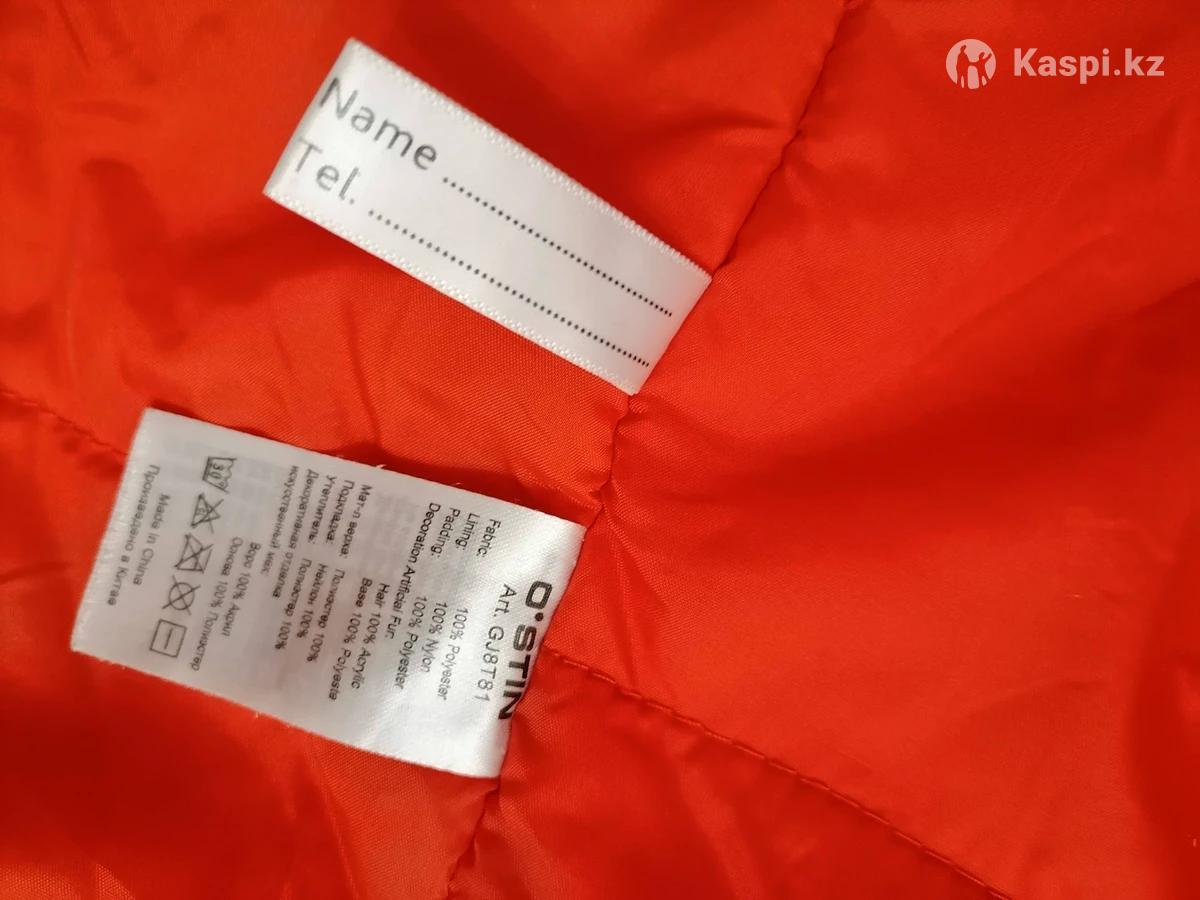 Kaspi.kz
Name ........................
Tel. ........................
O'STIN
Art. GJ8T81
Fabric: 100% Polyester
Lining: 100% Nylon
Padding: 100% Polyester
Decoration Artificial Fur:
Hair 100% Acrylic
Base 100% Polyeste
Мат-л верха: Полиэстер 100%
Подкладка: Нейлон 100%
Утеплитель: Полиэстер 100%
Декоративная отделка
искусственный мех:
Ворс 100% Акрил
Основа 100% Полиэстер
30
Made in China
Произведено в Китае